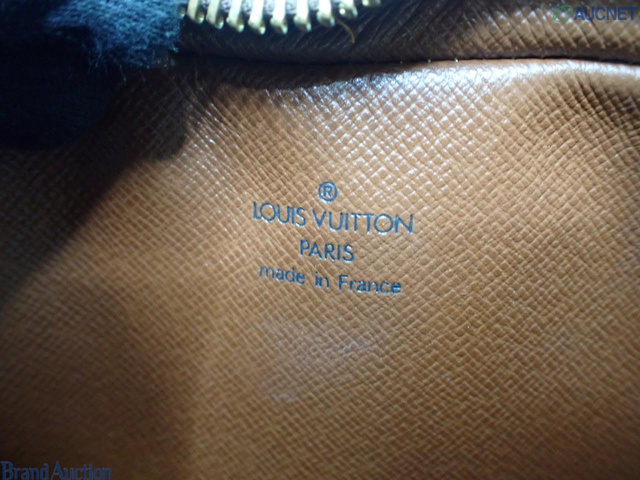 AUCNET
®
LOUIS VUITTON
PARIS
made in France
Brand Auction